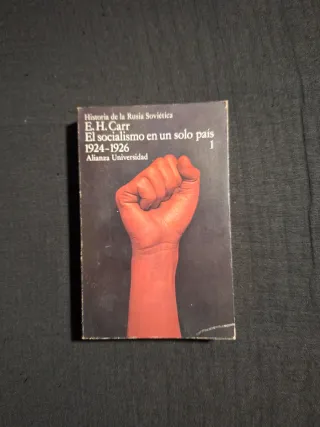 Historia de la Rusia Soviética
E. H. Carr
El socialismo en un solo país
1924-1926
1
Alianza Universidad